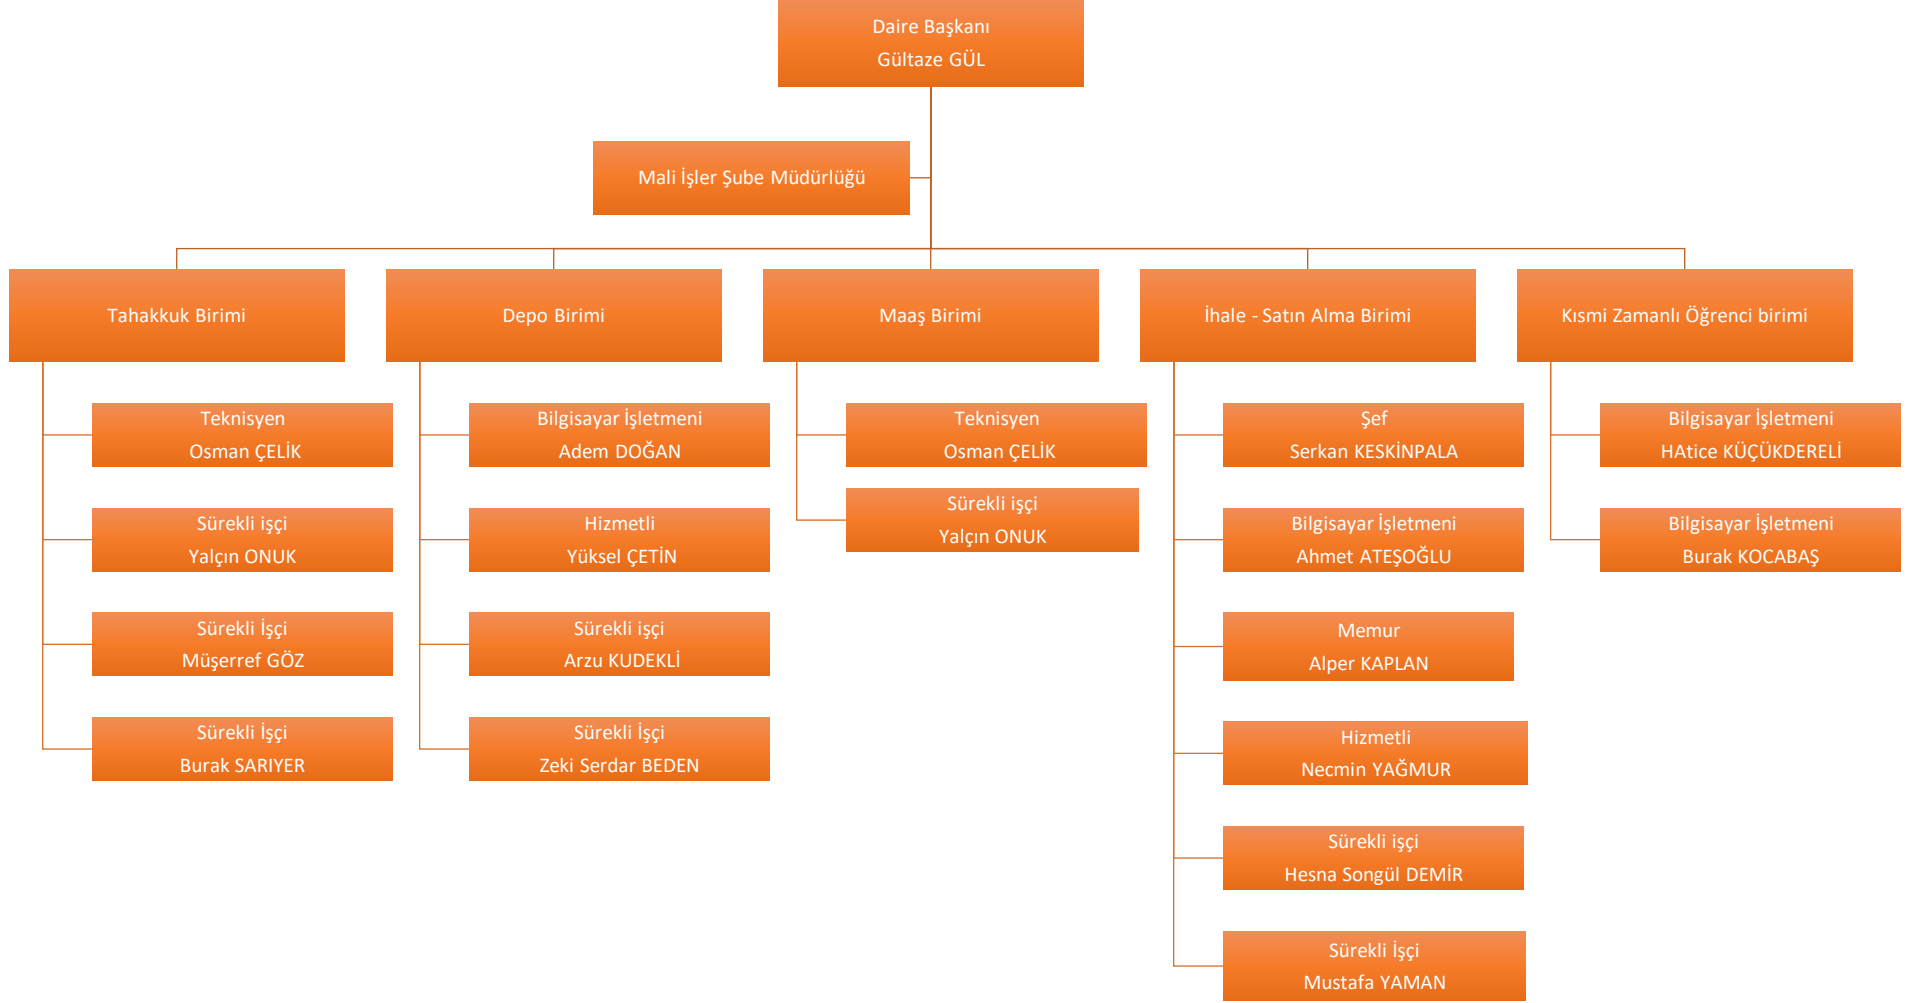 Daire Başkanı
Gültaze GÜL
Mali İşler Şube Müdürlüğü
Tahakkuk Birimi
Teknisyen
Osman ÇELİK
Sürekli işçi
Yalçın ONUK
Sürekli İşçi
Müşerref GÖZ
Sürekli İşçi
Burak SARIYER
Depo Birimi
Bilgisayar İşletmeni
Adem DOĞAN
Hizmetli
Yüksel ÇETİN
Sürekli işçi
Arzu KUDEKLİ
Sürekli İşçi
Zeki Serdar BEDEN
Maaş Birimi
Teknisyen
Osman ÇELİK
Sürekli işçi
Yalçın ONUK
İhale - Satın Alma Birimi
Şef
Serkan KESKİNPALA
Bilgisayar İşletmeni
Ahmet ATEŞOĞLU
Memur
Alper KAPLAN
Hizmetli
Necmin YAĞMUR
Sürekli işçi
Hesna Songül DEMİR
Sürekli İşçi
Mustafa YAMAN
Kısmi Zamanlı Öğrenci birimi
Bilgisayar İşletmeni
HAtice KÜÇÜKDERELİ
Bilgisayar İşletmeni
Burak KOCABAŞ